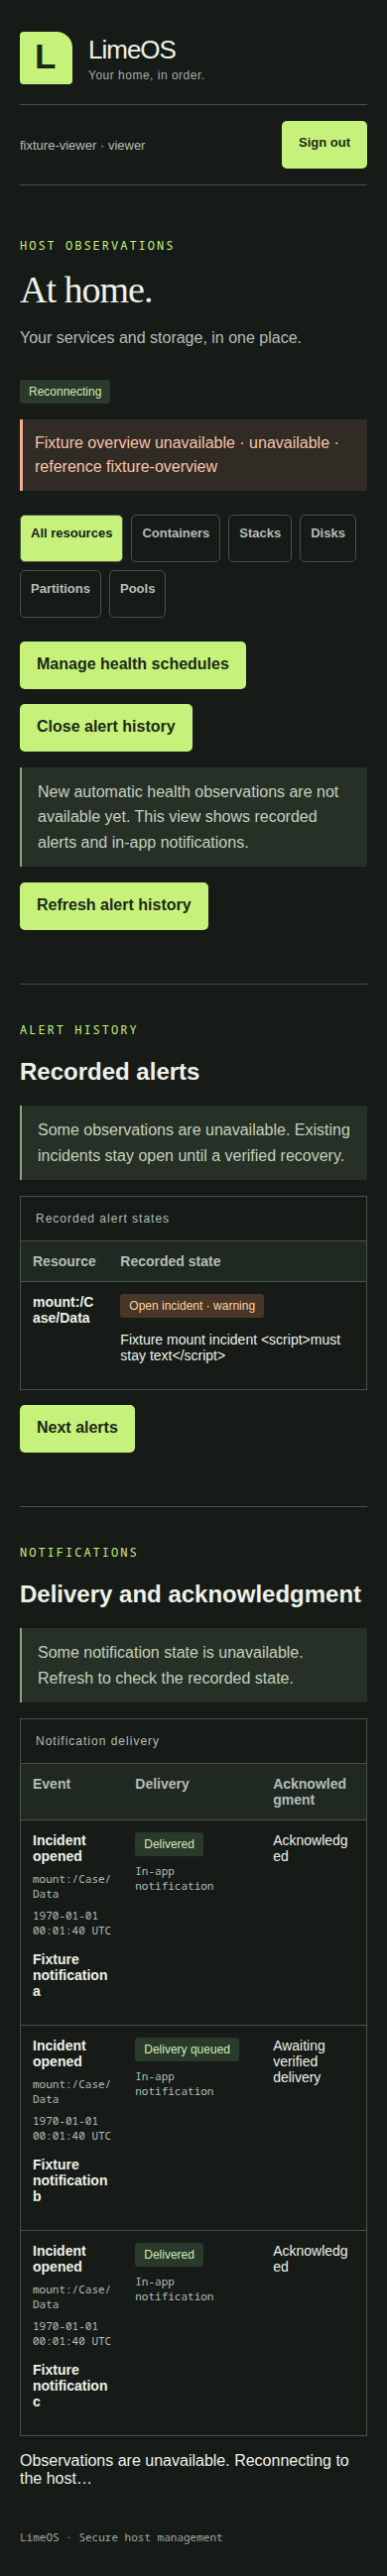 L
LimeOS
Your home, in order.
fixture-viewer · viewer
Sign out
HOST OBSERVATIONS
At home.
Your services and storage, in one place.
Reconnecting
Fixture overview unavailable · unavailable ·
reference fixture-overview
All resources
Containers
Stacks
Disks
Partitions
Pools
Manage health schedules
Close alert history
New automatic health observations are not
available yet. This view shows recorded
alerts and in-app notifications.
Refresh alert history
ALERT HISTORY
Recorded alerts
Some observations are unavailable. Existing
incidents stay open until a verified recovery.
Recorded alert states
Resource
Recorded state
mount:/C
ase/Data
Open incident · warning
Fixture mount incident <script>must
stay text</script>
Next alerts
NOTIFICATIONS
Delivery and acknowledgment
Some notification state is unavailable.
Refresh to check the recorded state.
Notification delivery
Event
Delivery
Acknowled
gment
Incident
opened
mount:/Case/
Data
1970-01-01
00:01:40 UTC
Fixture
notification
a
Delivered
In-app
notification
Acknowledg
ed
Incident
opened
mount:/Case/
Data
1970-01-01
00:01:40 UTC
Fixture
notification
b
Delivery queued
In-app
notification
Awaiting
verified
delivery
Incident
opened
mount:/Case/
Data
1970-01-01
00:01:40 UTC
Fixture
notification
c
Delivered
In-app
notification
Acknowledg
ed
Observations are unavailable. Reconnecting to
the host…
LimeOS · Secure host management